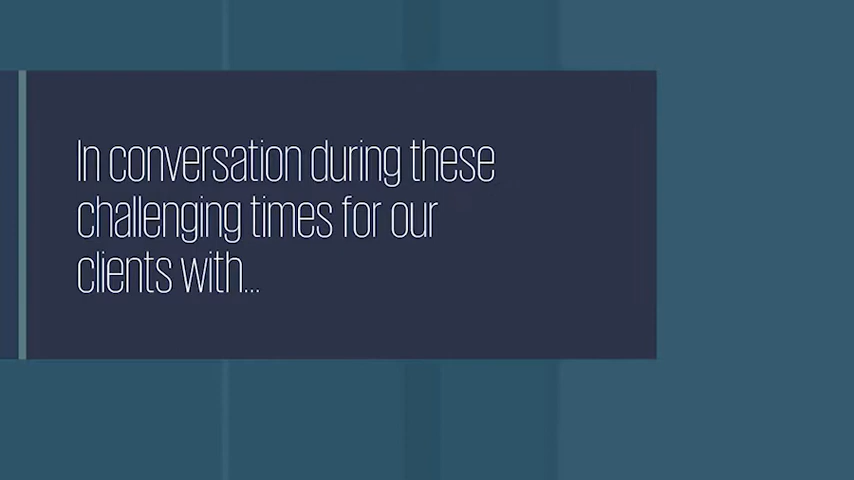 In conversation during these
challenging times for our
clients with...